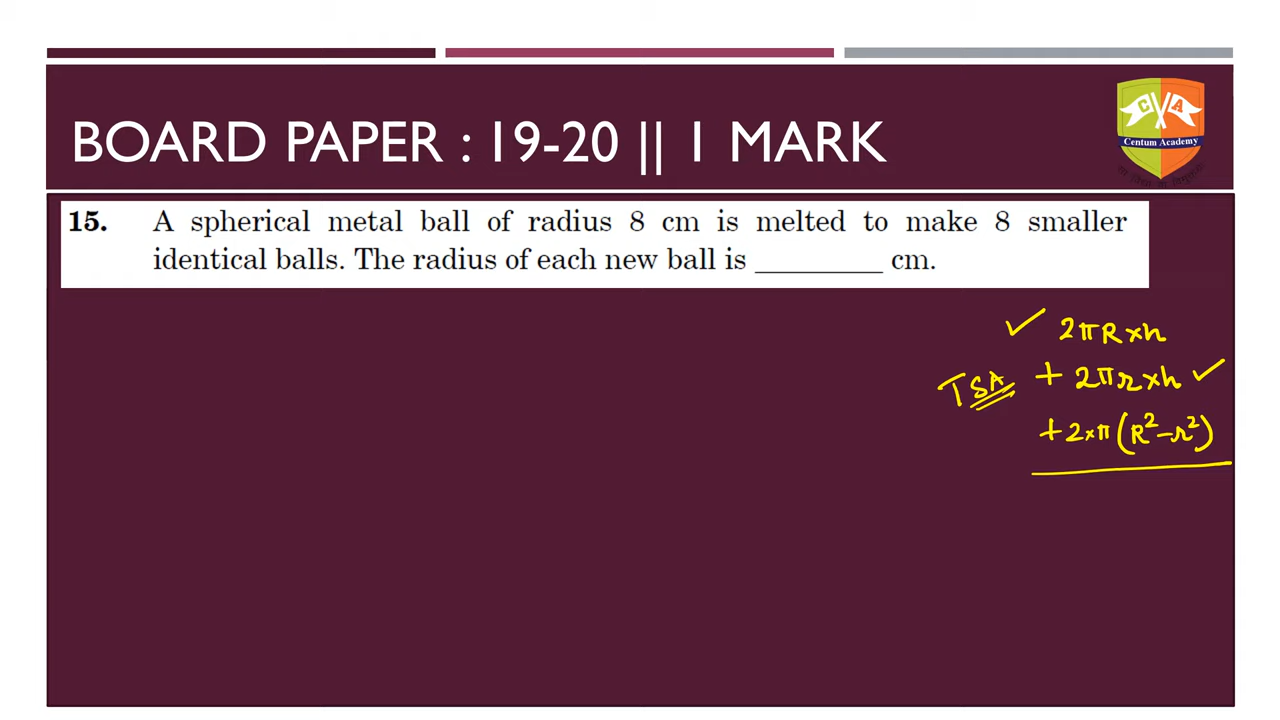 BOARD PAPER : 19-20 || 1 MARK
C A
Centum Academy
15. A spherical metal ball of radius 8 cm is melted to make 8 smaller
identical balls. The radius of each new ball is ________ cm.
✓ 2πR×h
TSA + 2πr×h ✓
+2×π(R²-r²)